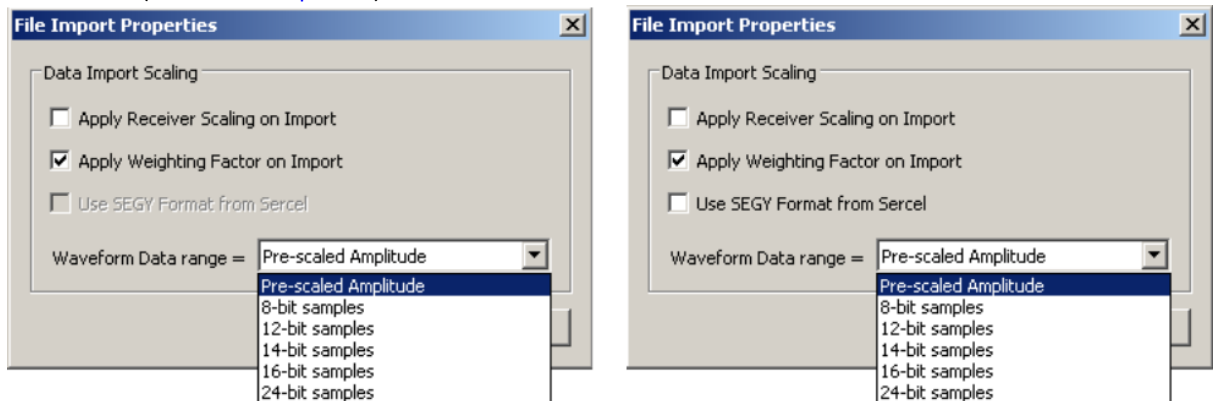 File Import Properties
Data Import Scaling
Apply Receiver Scaling on Import
Apply Weighting Factor on Import
Use SEGY Format from Sercel
Waveform Data range = Pre-scaled Amplitude
Pre-scaled Amplitude
8-bit samples
12-bit samples
14-bit samples
16-bit samples
24-bit samples
File Import Properties
Data Import Scaling
Apply Receiver Scaling on Import
Apply Weighting Factor on Import
Use SEGY Format from Sercel
Waveform Data range = Pre-scaled Amplitude
Pre-scaled Amplitude
8-bit samples
12-bit samples
14-bit samples
16-bit samples
24-bit samples